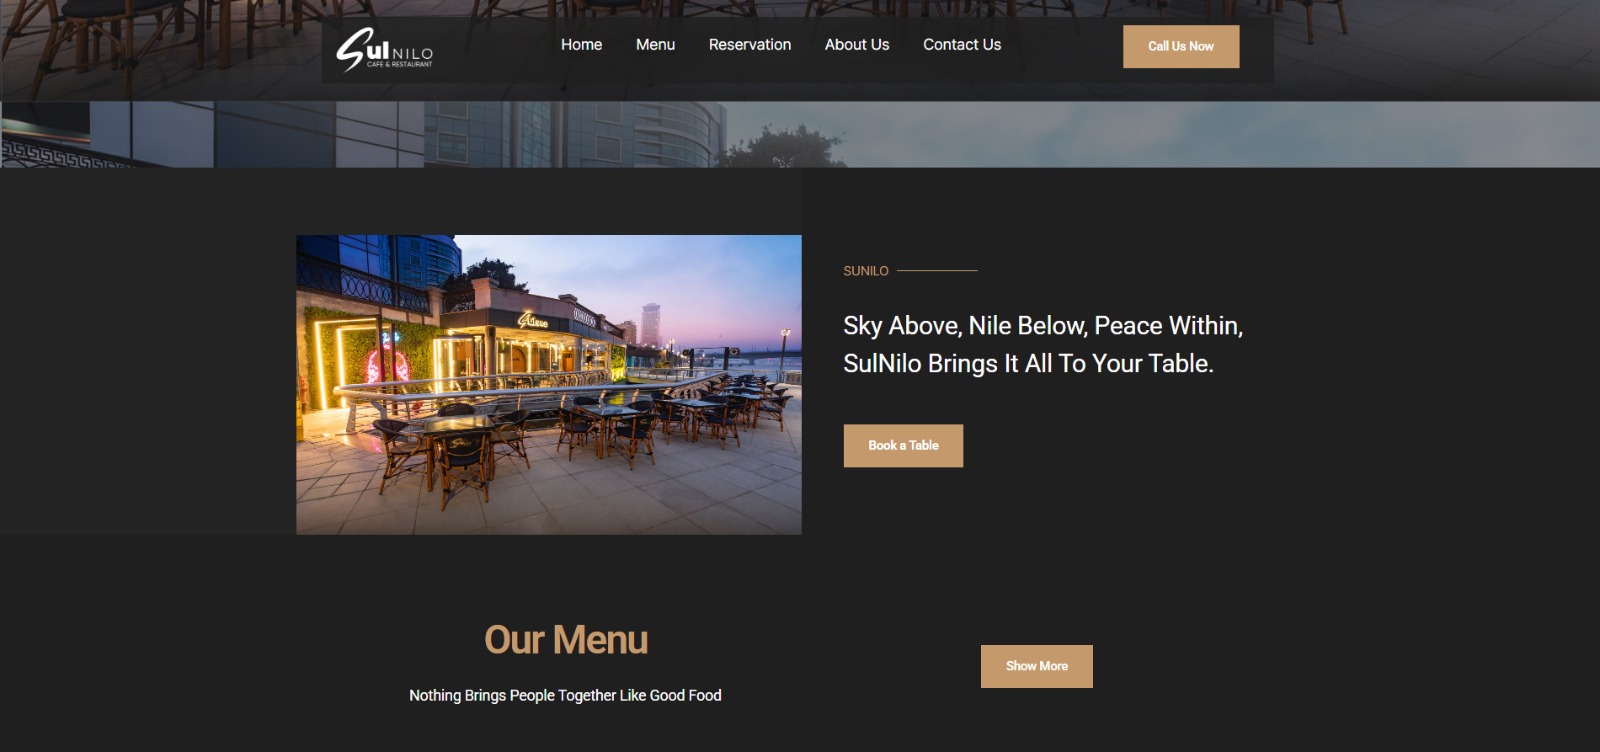 Sul NILO
CAFE & RESTAURANT
Home
Menu
Reservation
About Us
Contact Us
Call Us Now
SUNILO
Sky Above, Nile Below, Peace Within,
SulNilo Brings It All To Your Table.
Book a Table
Our Menu
Nothing Brings People Together Like Good Food
Show More